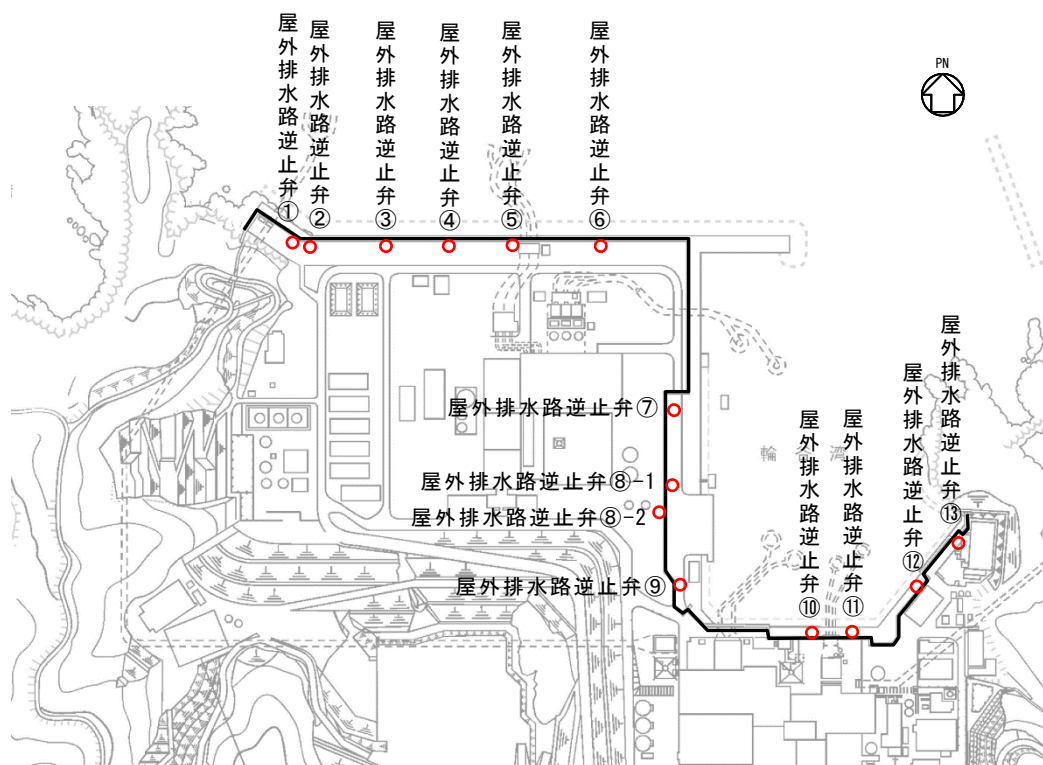 屋外排水路逆止弁①
屋外排水路逆止弁②
屋外排水路逆止弁③
屋外排水路逆止弁④
屋外排水路逆止弁⑤
屋外排水路逆止弁⑥
PN
屋外排水路逆止弁⑦
屋外排水路逆止弁⑧-1
屋外排水路逆止弁⑧-2
屋外排水路逆止弁⑨
輪谷湾
屋外排水路逆止弁⑩
屋外排水路逆止弁⑪
屋外排水路逆止弁⑫
屋外排水路逆止弁⑬